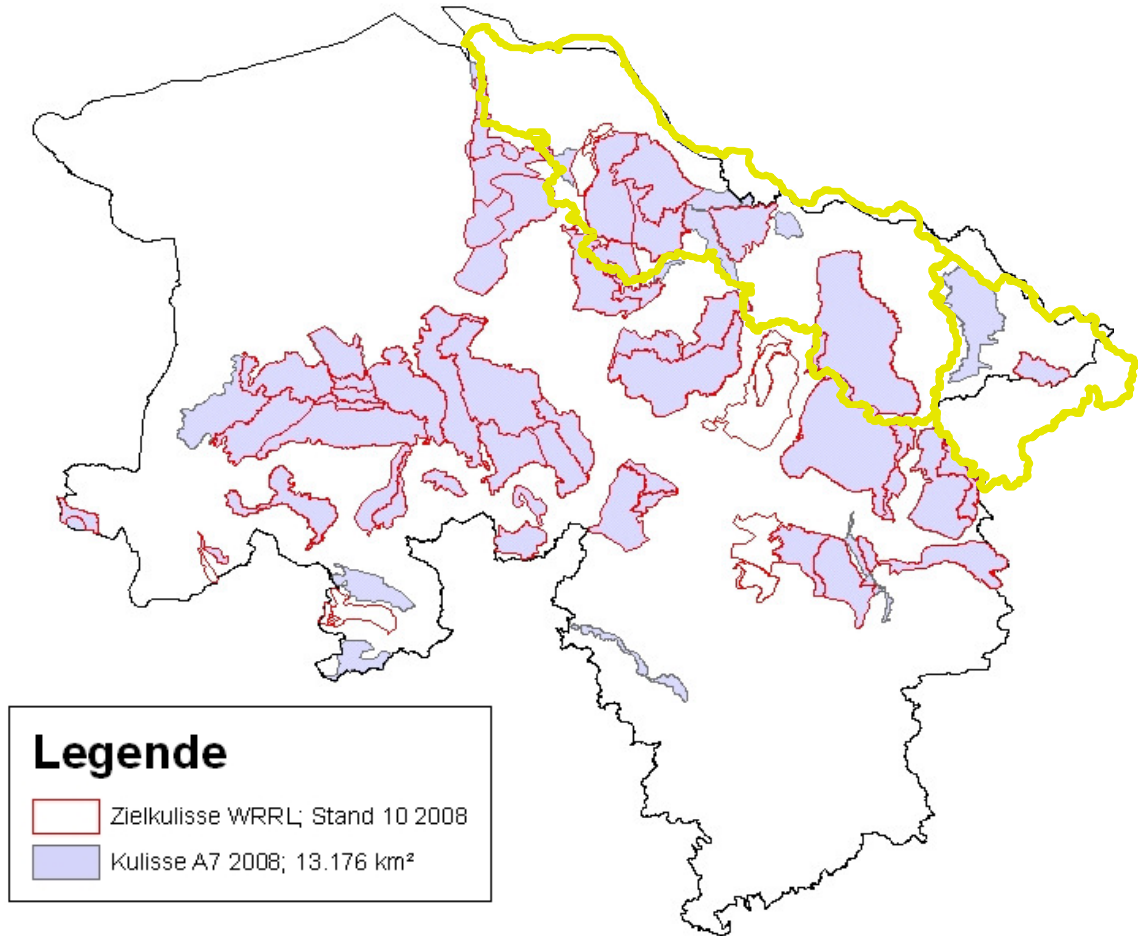 Legende
Zielkulisse WRRL; Stand 10 2008
Kulisse A7 2008; 13.176 km²